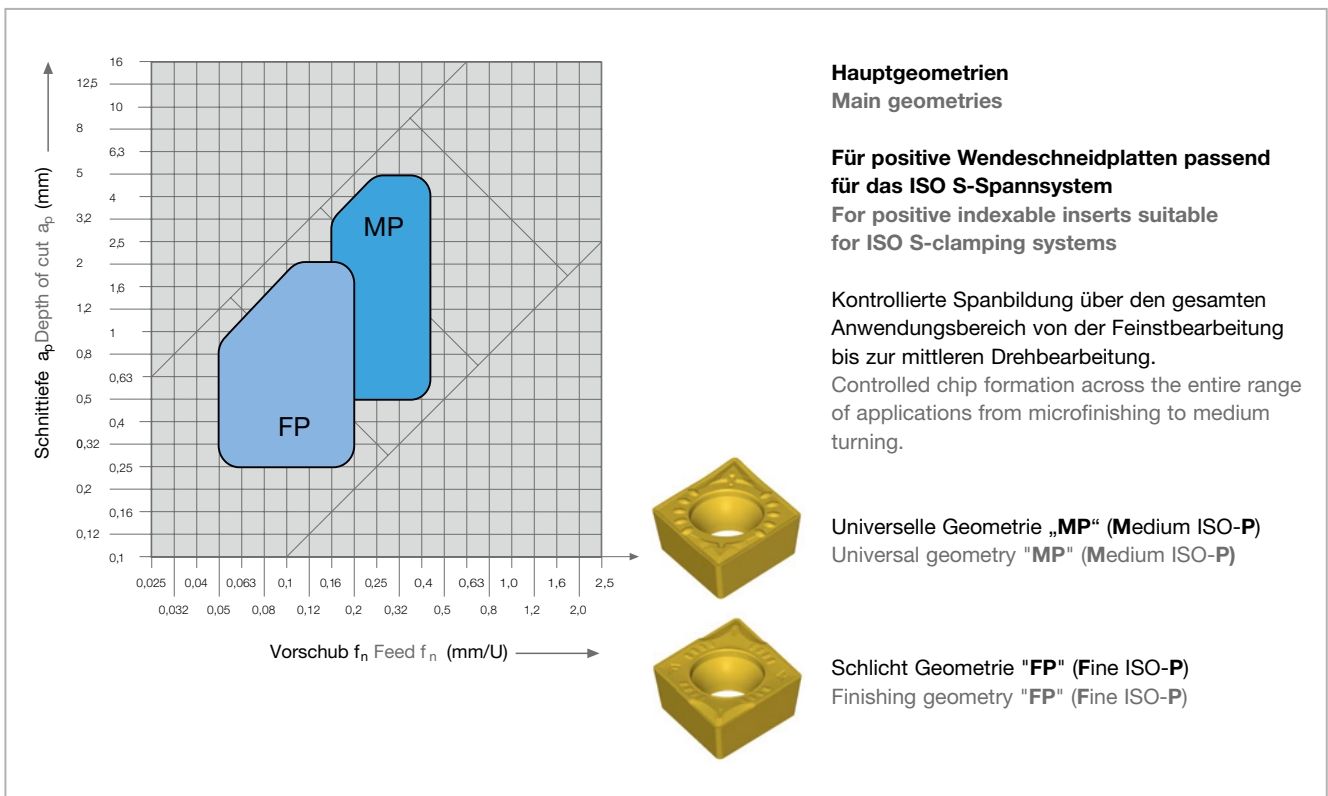 16
12,5
10
8
6,3
5
4
3,2
2,5
2
1,6
1,2
1
0,8
0,63
0,5
0,4
0,32
0,25
0,2
0,16
0,12
0,1
Schnittiefe apDepth of cut ap (mm)
MP
FP
0,025 0,04 0,063 0,1 0,16 0,25 0,4 0,63 1,0 1,6 2,5
0,032 0,05 0,08 0,12 0,2 0,32 0,5 0,8 1,2 2,0
Vorschub fn Feed fn (mm/U)
Hauptgeometrien
Main geometries
Für positive Wendeschneidplatten passend
für das ISO S-Spannsystem
For positive indexable inserts suitable
for ISO S-clamping systems
Kontrollierte Spanbildung über den gesamten
Anwendungsbereich von der Feinstbearbeitung
bis zur mittleren Drehbearbeitung.
Controlled chip formation across the entire range
of applications from microfinishing to medium
turning.
Universelle Geometrie „MP“ (Medium ISO-P)
Universal geometry "MP" (Medium ISO-P)
Schlicht Geometrie "FP" (Fine ISO-P)
Finishing geometry "FP" (Fine ISO-P)